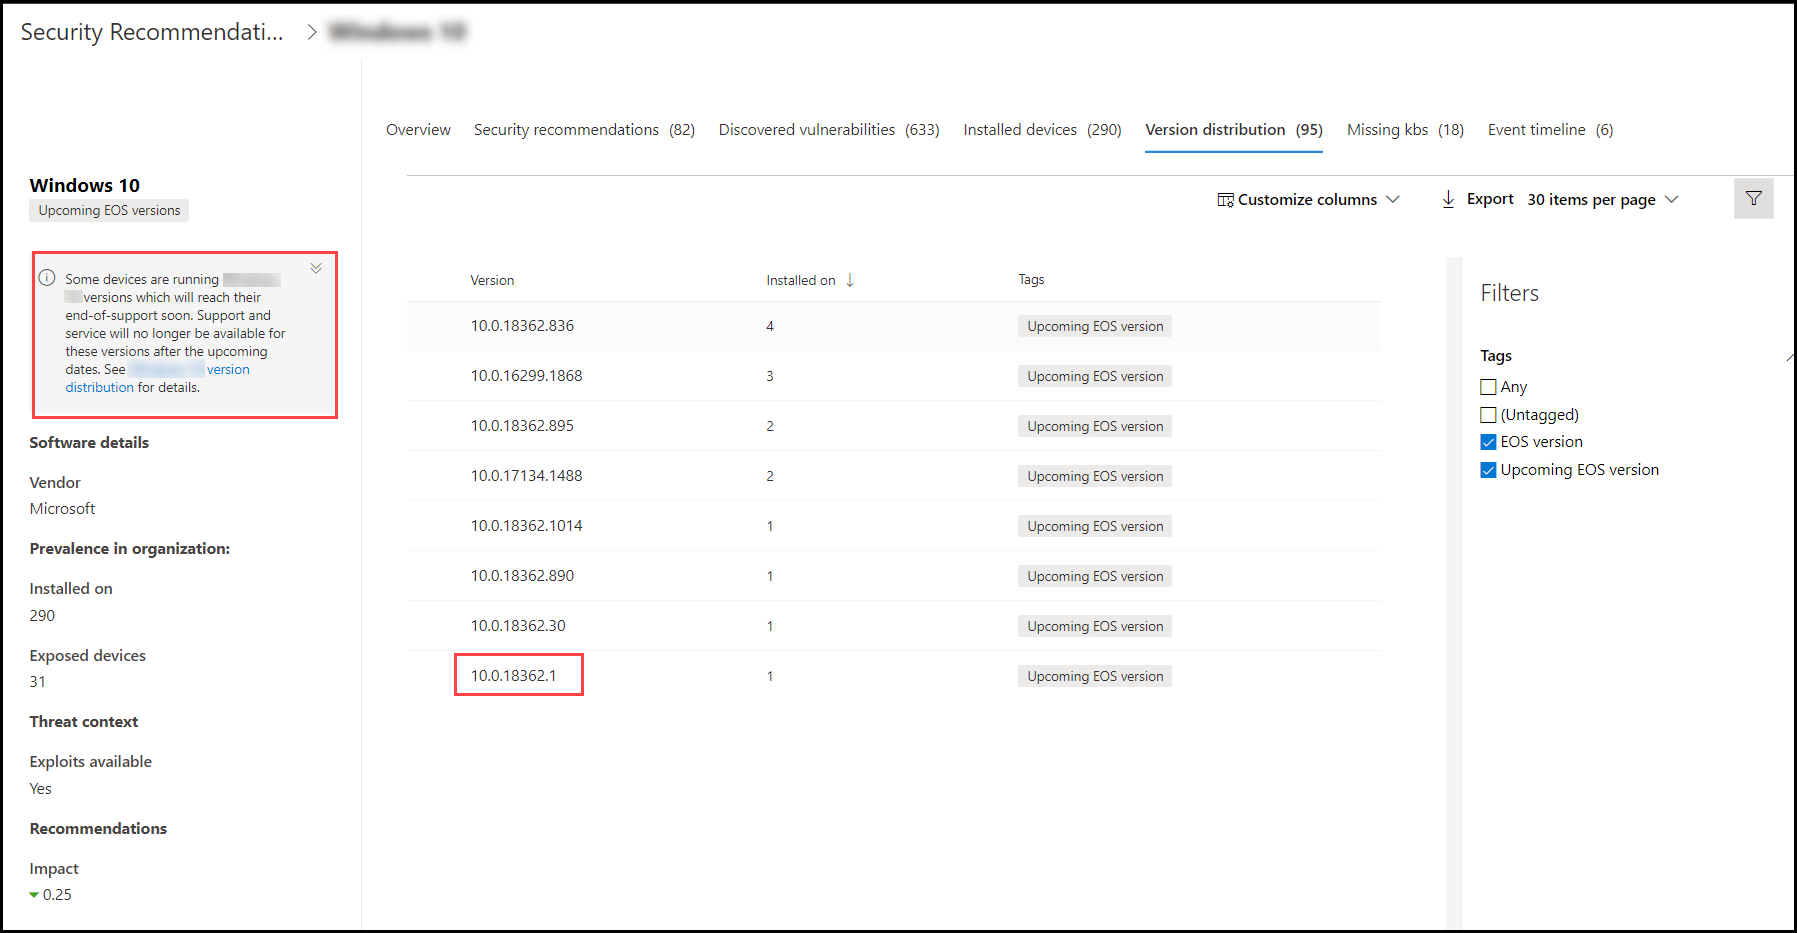 Security Recommendati... >
Overview Security recommendations (82) Discovered vulnerabilities (633) Installed devices (290) Version distribution (95) Missing kbs (18) Event timeline (6)
Windows 10
Upcoming EOS versions
Some devices are running
versions which will reach their
end-of-support soon. Support and
service will no longer be available for
these versions after the upcoming
dates. See version
distribution for details.
Software details
Vendor
Microsoft
Prevalence in organization:
Installed on
290
Exposed devices
31
Threat context
Exploits available
Yes
Recommendations
Impact
0.25
Customize columns Export 30 items per page
Version Installed on ↓ Tags
10.0.18362.836 4 Upcoming EOS version
10.0.16299.1868 3 Upcoming EOS version
10.0.18362.895 2 Upcoming EOS version
10.0.17134.1488 2 Upcoming EOS version
10.0.18362.1014 1 Upcoming EOS version
10.0.18362.890 1 Upcoming EOS version
10.0.18362.30 1 Upcoming EOS version
10.0.18362.1 1 Upcoming EOS version
Filters
Tags
Any
(Untagged)
EOS version
Upcoming EOS version